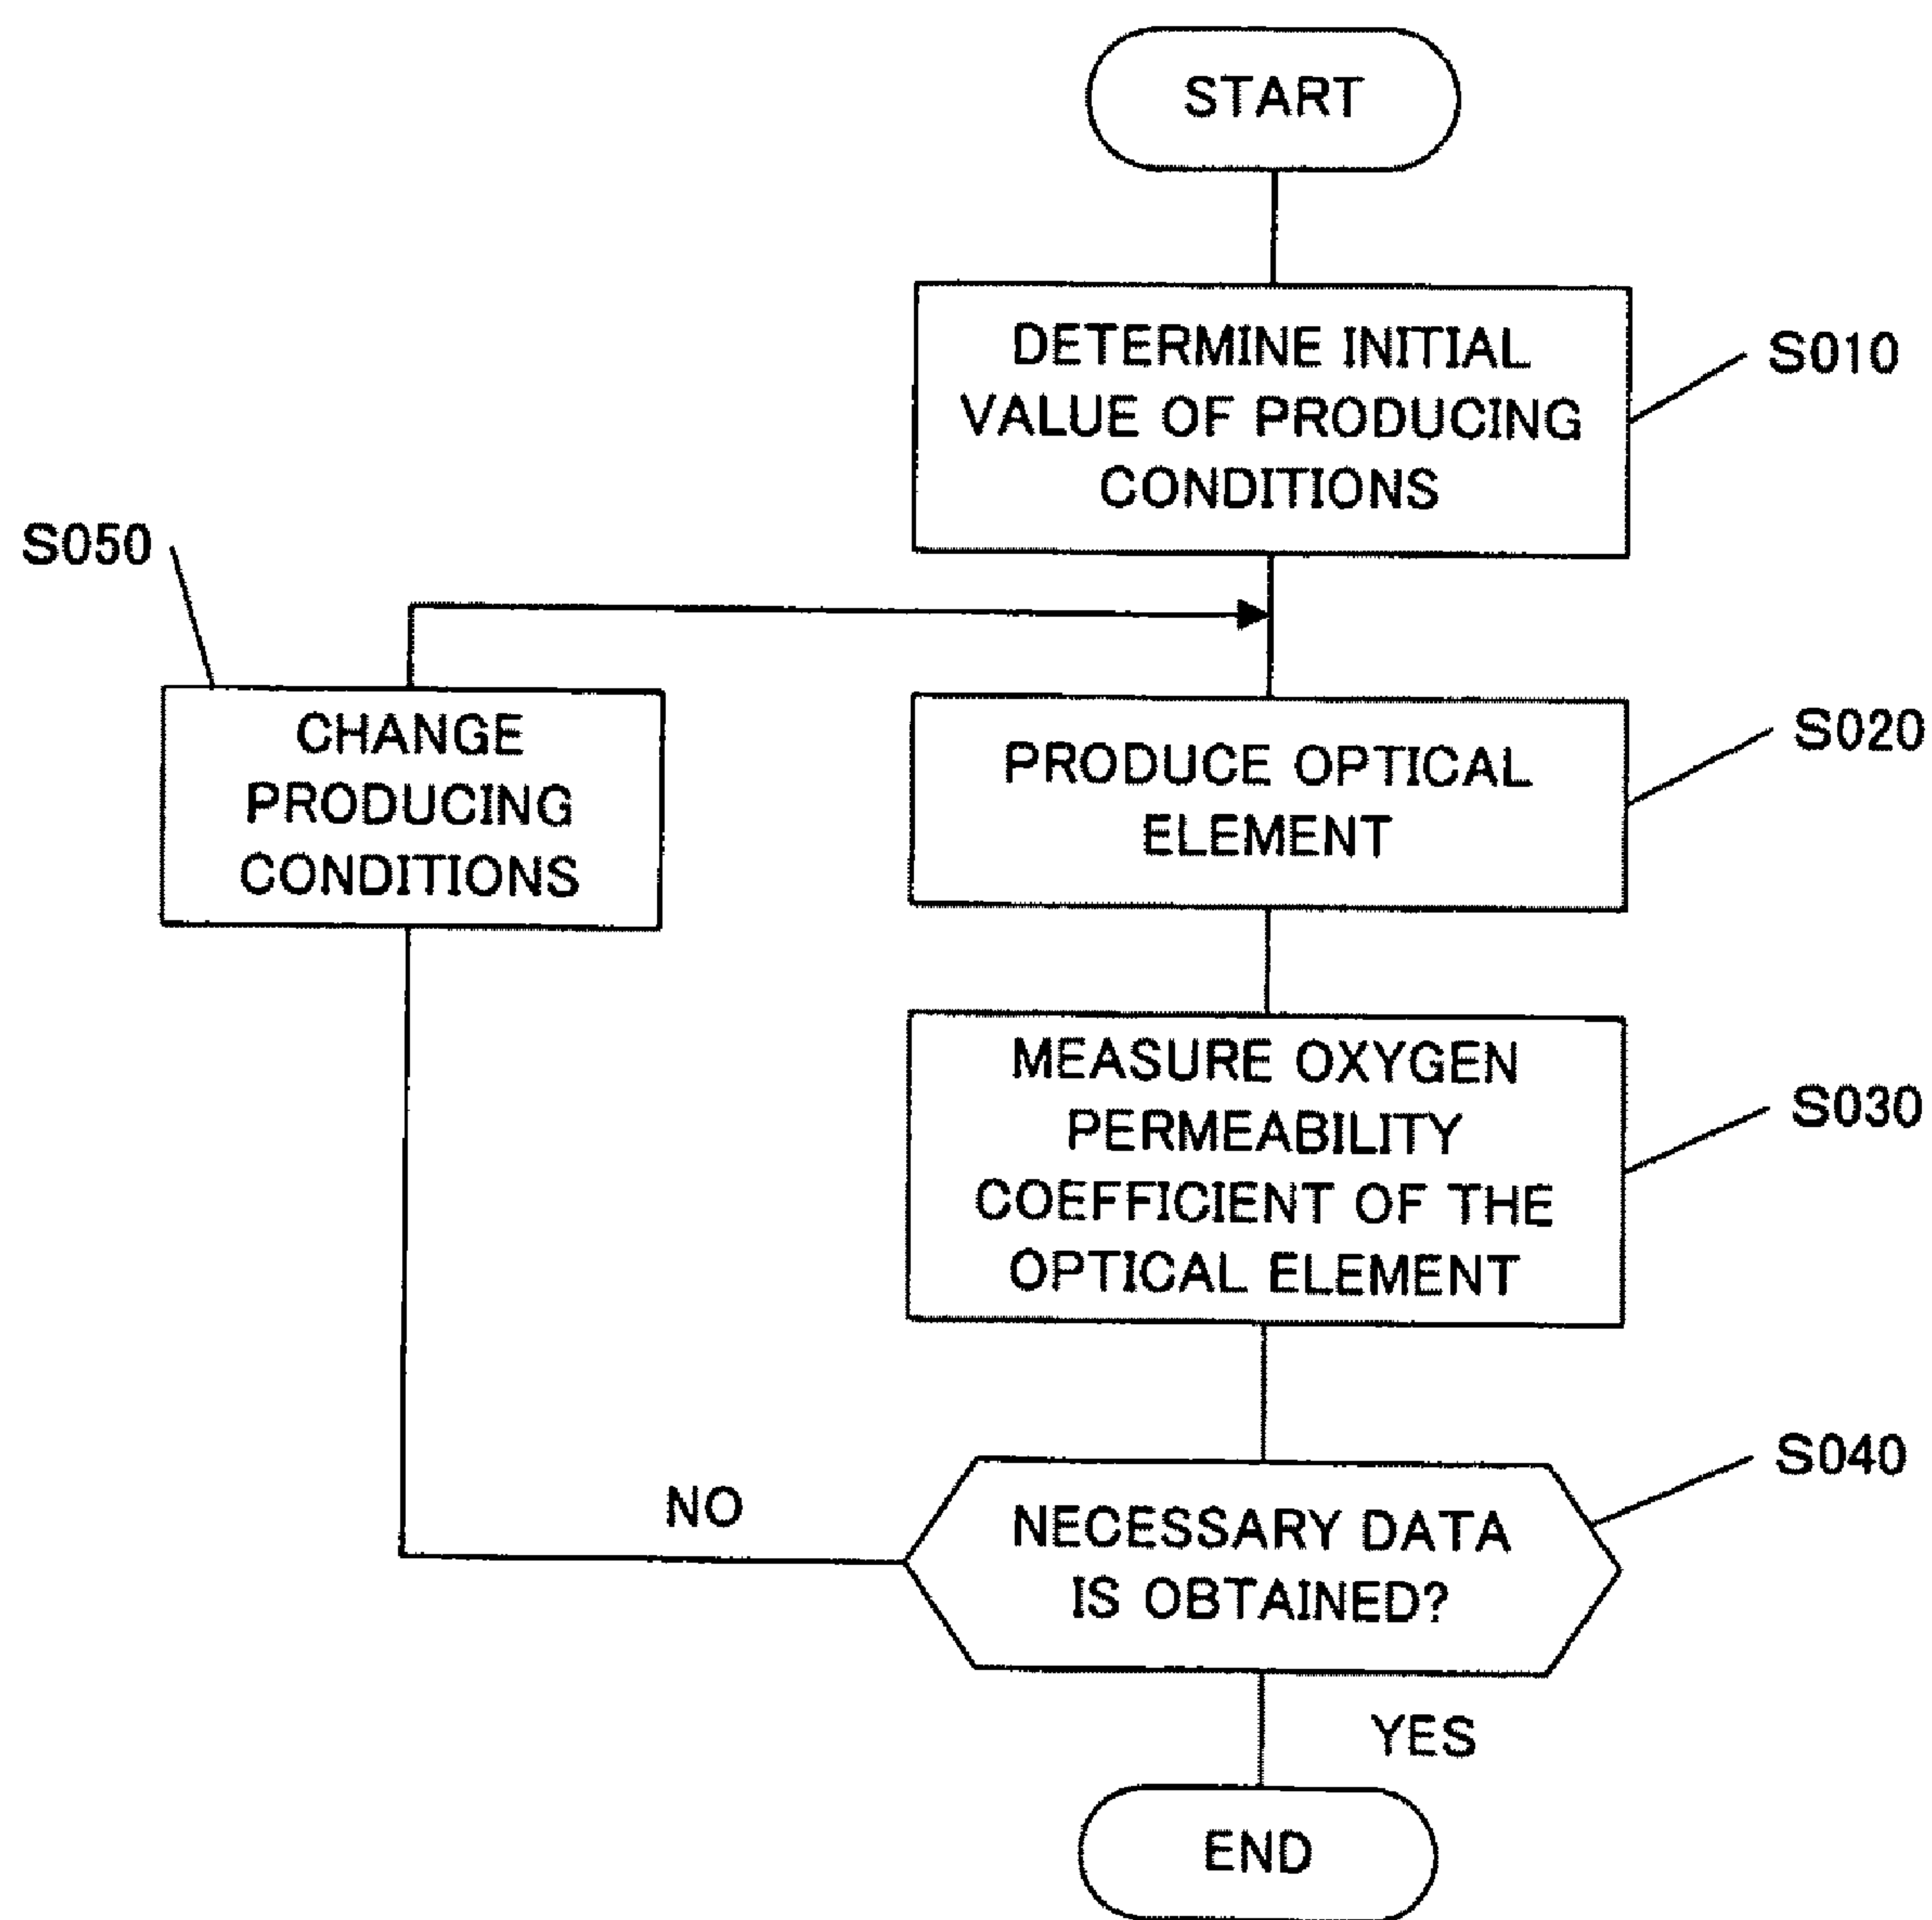 START
DETERMINE INITIAL
VALUE OF PRODUCING
CONDITIONS
S010
S050
CHANGE
PRODUCING
CONDITIONS
PRODUCE OPTICAL
ELEMENT
S020
MEASURE OXYGEN
PERMEABILITY
COEFFICIENT OF THE
OPTICAL ELEMENT
S030
NECESSARY DATA
IS OBTAINED?
S040
NO
YES
END